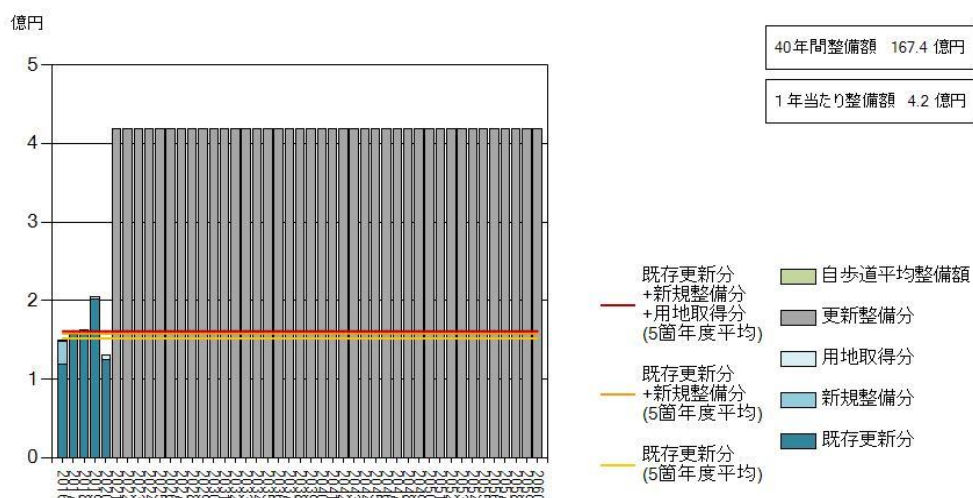 億円
40年間整備額 167.4 億円
1年当たり整備額 4.2 億円
5
4
3
2
1
0
既存更新分
+新規整備分
+用地取得分
(5箇年度平均)
既存更新分
+新規整備分
(5箇年度平均)
既存更新分
(5箇年度平均)
自歩道平均整備額
更新整備分
用地取得分
新規整備分
既存更新分